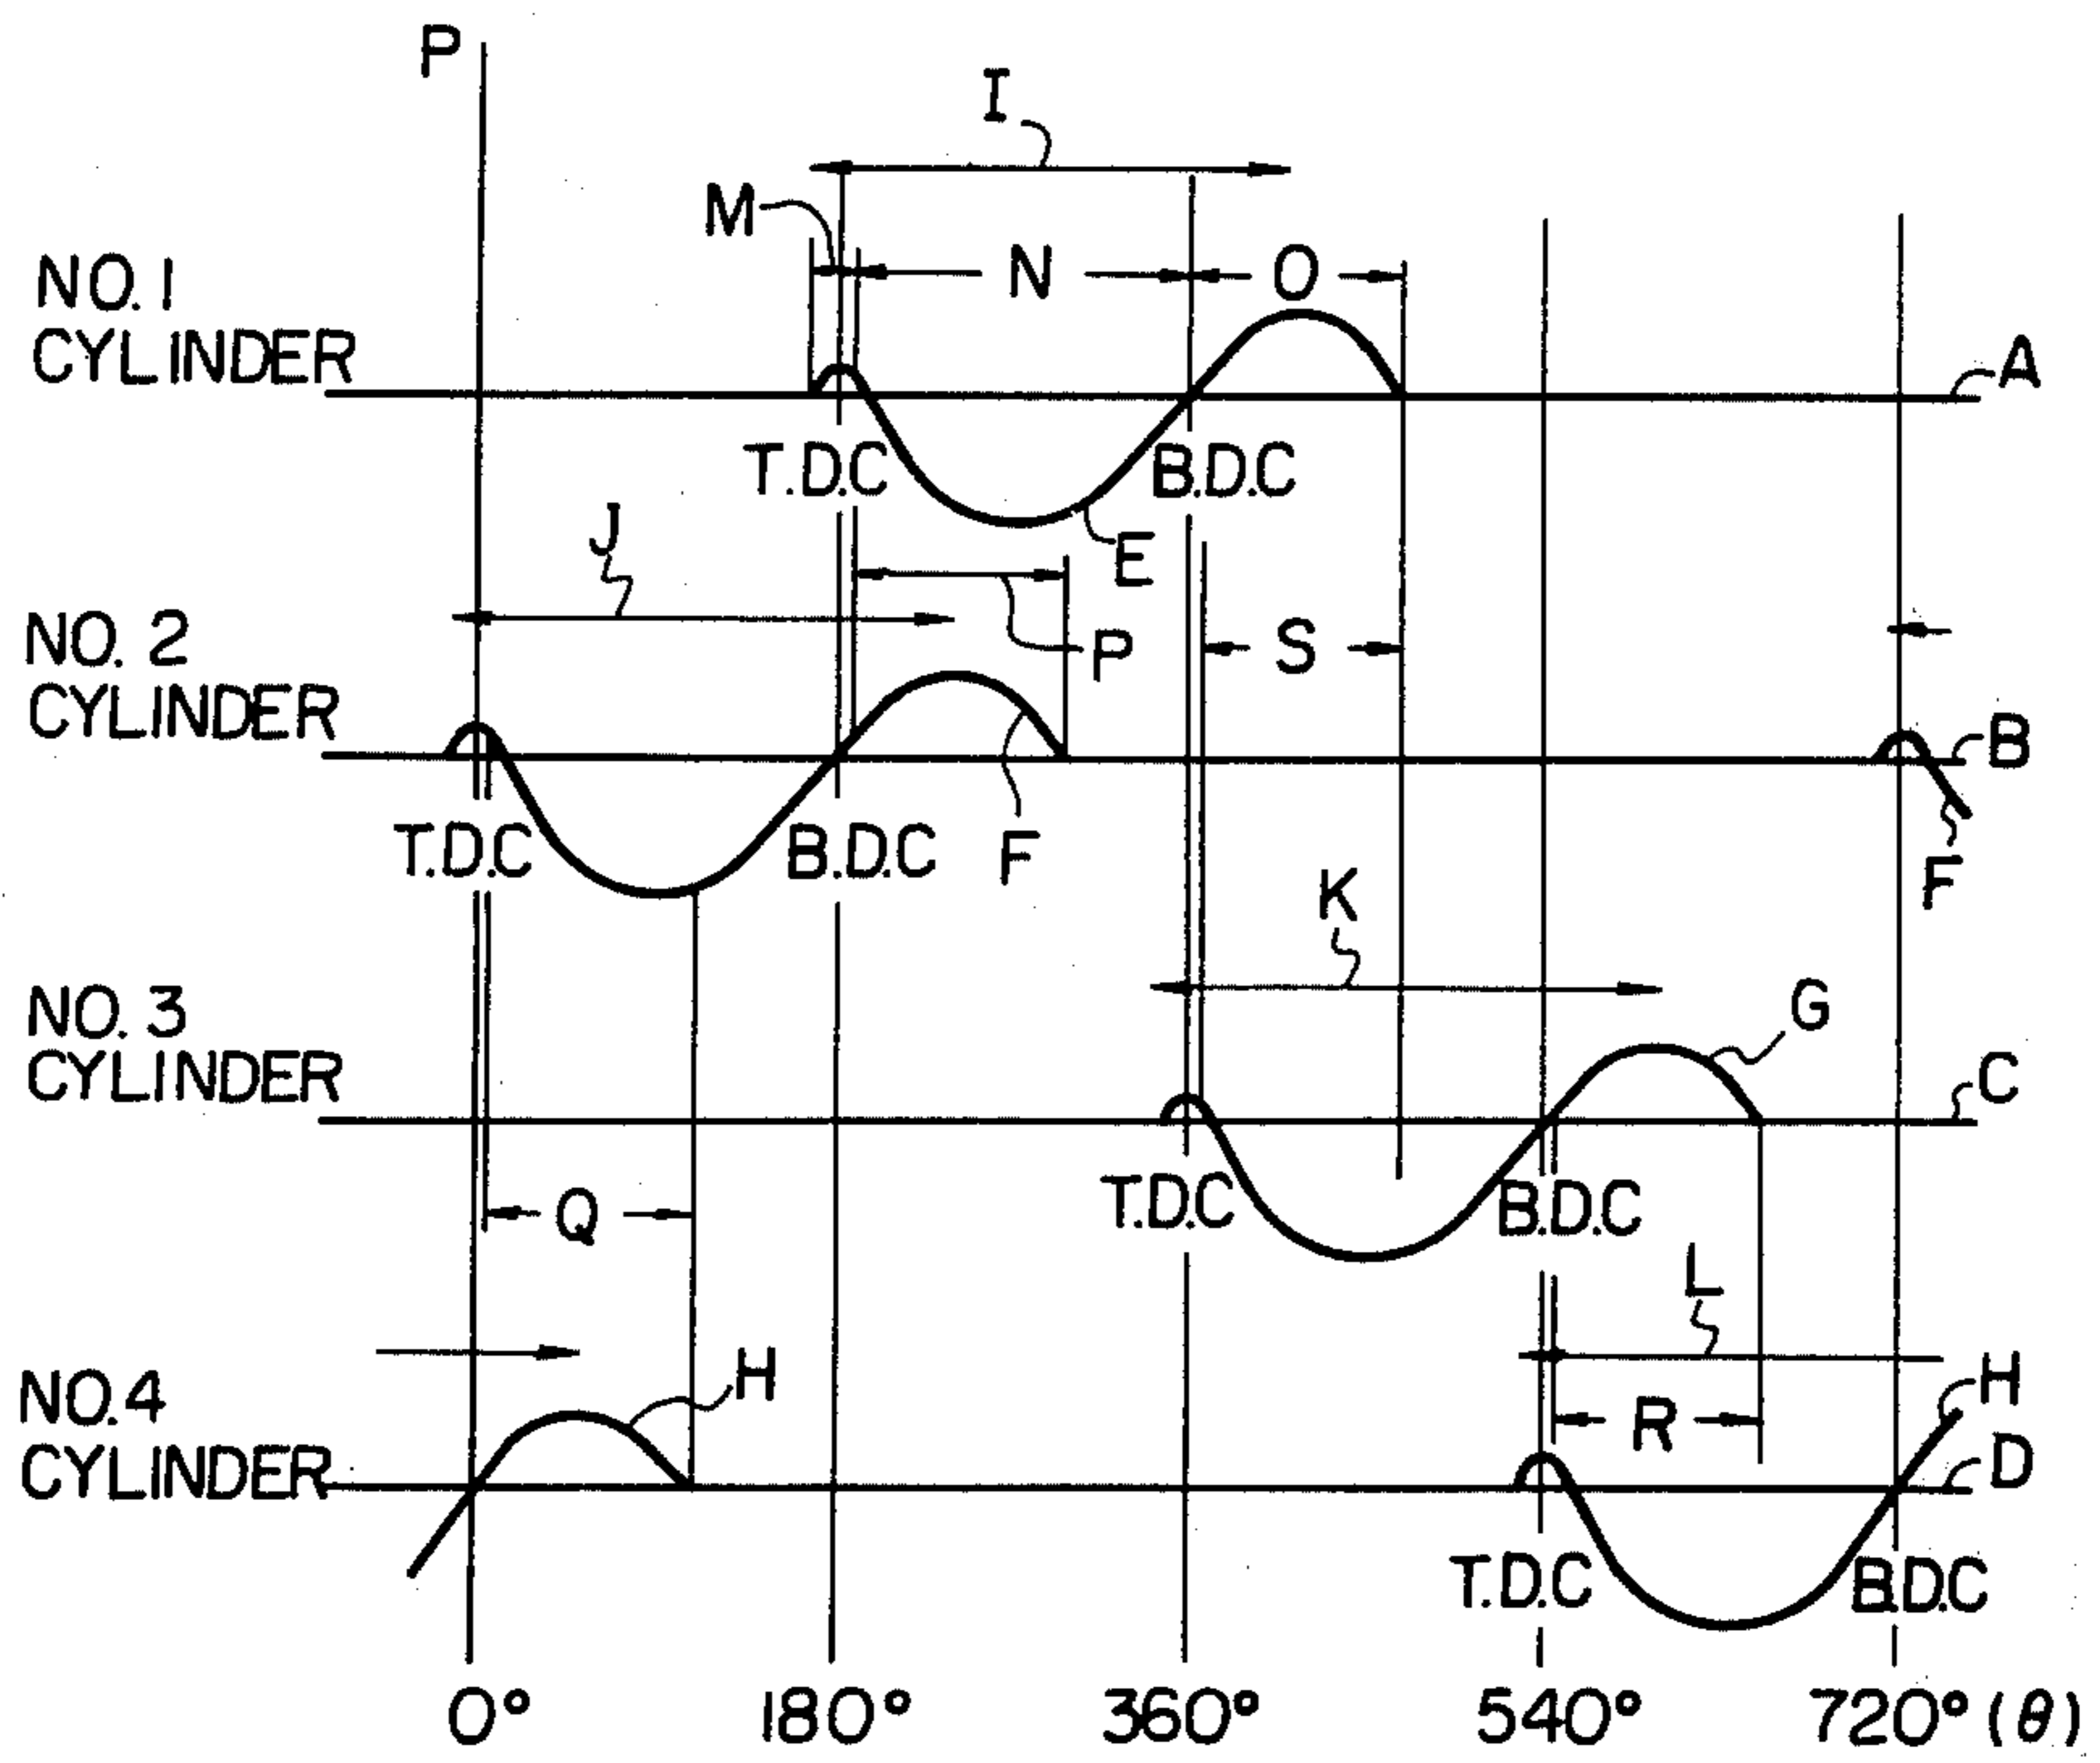 P
I
M
N
O
NO. 1
CYLINDER
A
T.D.C
B.D.C
E
J
P
S
NO. 2
CYLINDER
B
T.D.C
B.D.C
F
F
K
NO. 3
CYLINDER
G
C
T.D.C
B.D.C
Q
L
NO. 4
CYLINDER
H
H
R
D
T.D.C
B.D.C
0° 180° 360° 540° 720° (θ)